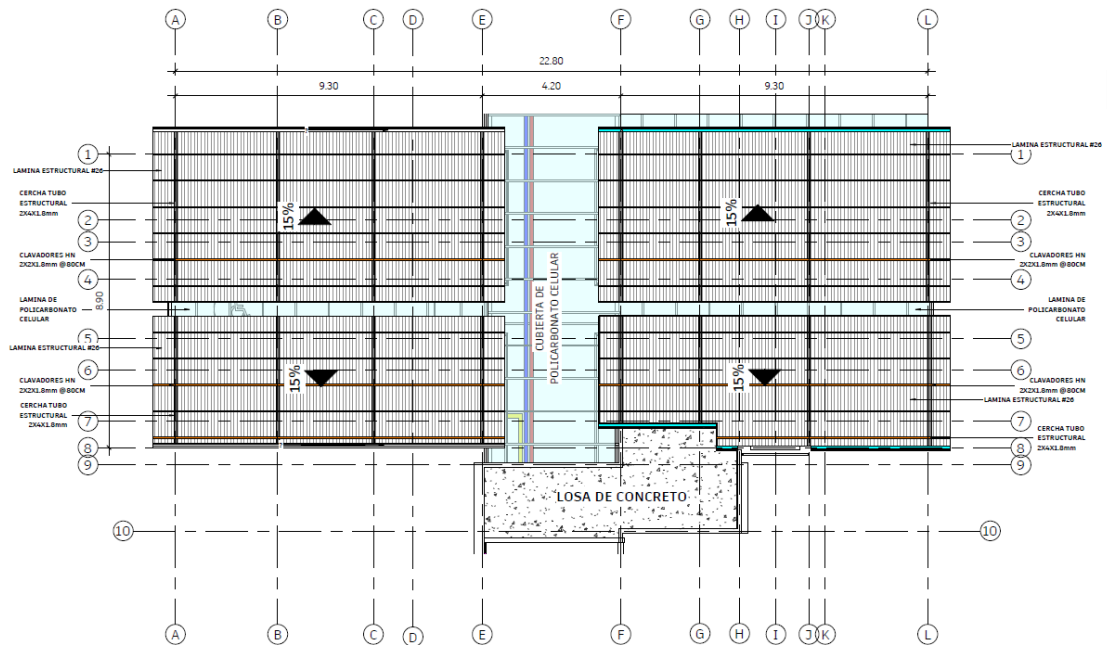 A B C D E F G H I J K L
22.80
9.30 4.20 9.30
1 1
LAMINA ESTRUCTURAL #26
LAMINA ESTRUCTURAL #26
CERCHA TUBO
ESTRUCTURAL
2X4X1.8mm
CERCHA TUBO
ESTRUCTURAL
2X4X1.8mm
15% 15%
2 2
3 3
CLAVADORES HN
2X2X1.8mm @80CM
CLAVADORES HN
2X2X1.8mm @80CM
4 4
8.90
CUBIERTA DE
POLICARBONATO CELULAR
LAMINA DE
POLICARBONATO
CELULAR
LAMINA DE
POLICARBONATO
CELULAR
5 5
LAMINA ESTRUCTURAL #26
6 6
15% 15%
CLAVADORES HN
2X2X1.8mm @80CM
CLAVADORES HN
2X2X1.8mm @80CM
LAMINA ESTRUCTURAL #26
CERCHA TUBO
ESTRUCTURAL
2X4X1.8mm
7 7
CERCHA TUBO
ESTRUCTURAL
2X4X1.8mm
8 8
9 9
LOSA DE CONCRETO
10 10
A B C D E F G H I J K L